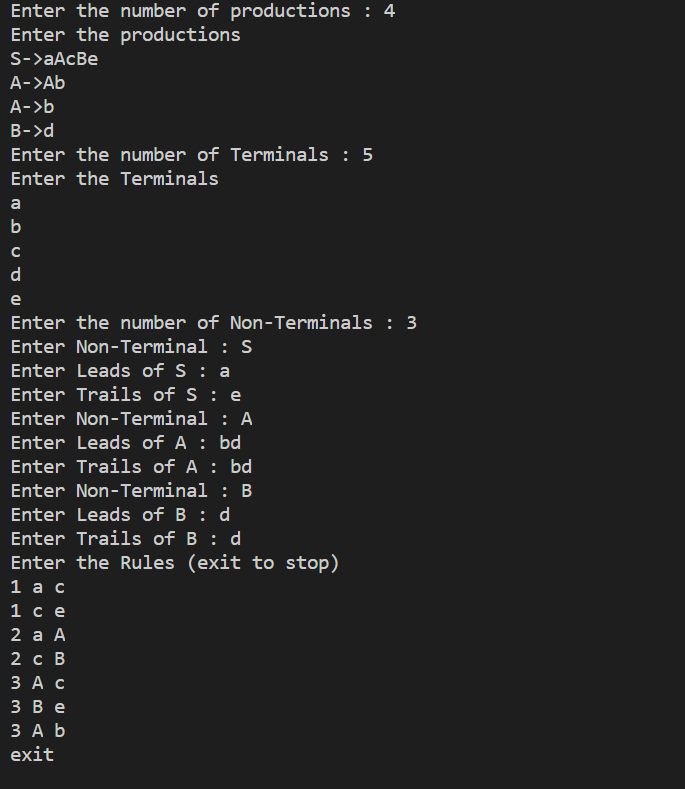 Enter the number of productions : 4
Enter the productions
S->aAcBe
A->Ab
A->b
B->d
Enter the number of Terminals : 5
Enter the Terminals
a
b
c
d
e
Enter the number of Non-Terminals : 3
Enter Non-Terminal : S
Enter Leads of S : a
Enter Trails of S : e
Enter Non-Terminal : A
Enter Leads of A : bd
Enter Trails of A : bd
Enter Non-Terminal : B
Enter Leads of B : d
Enter Trails of B : d
Enter the Rules (exit to stop)
1 a c
1 c e
2 a A
2 c B
3 A c
3 B e
3 A b
exit